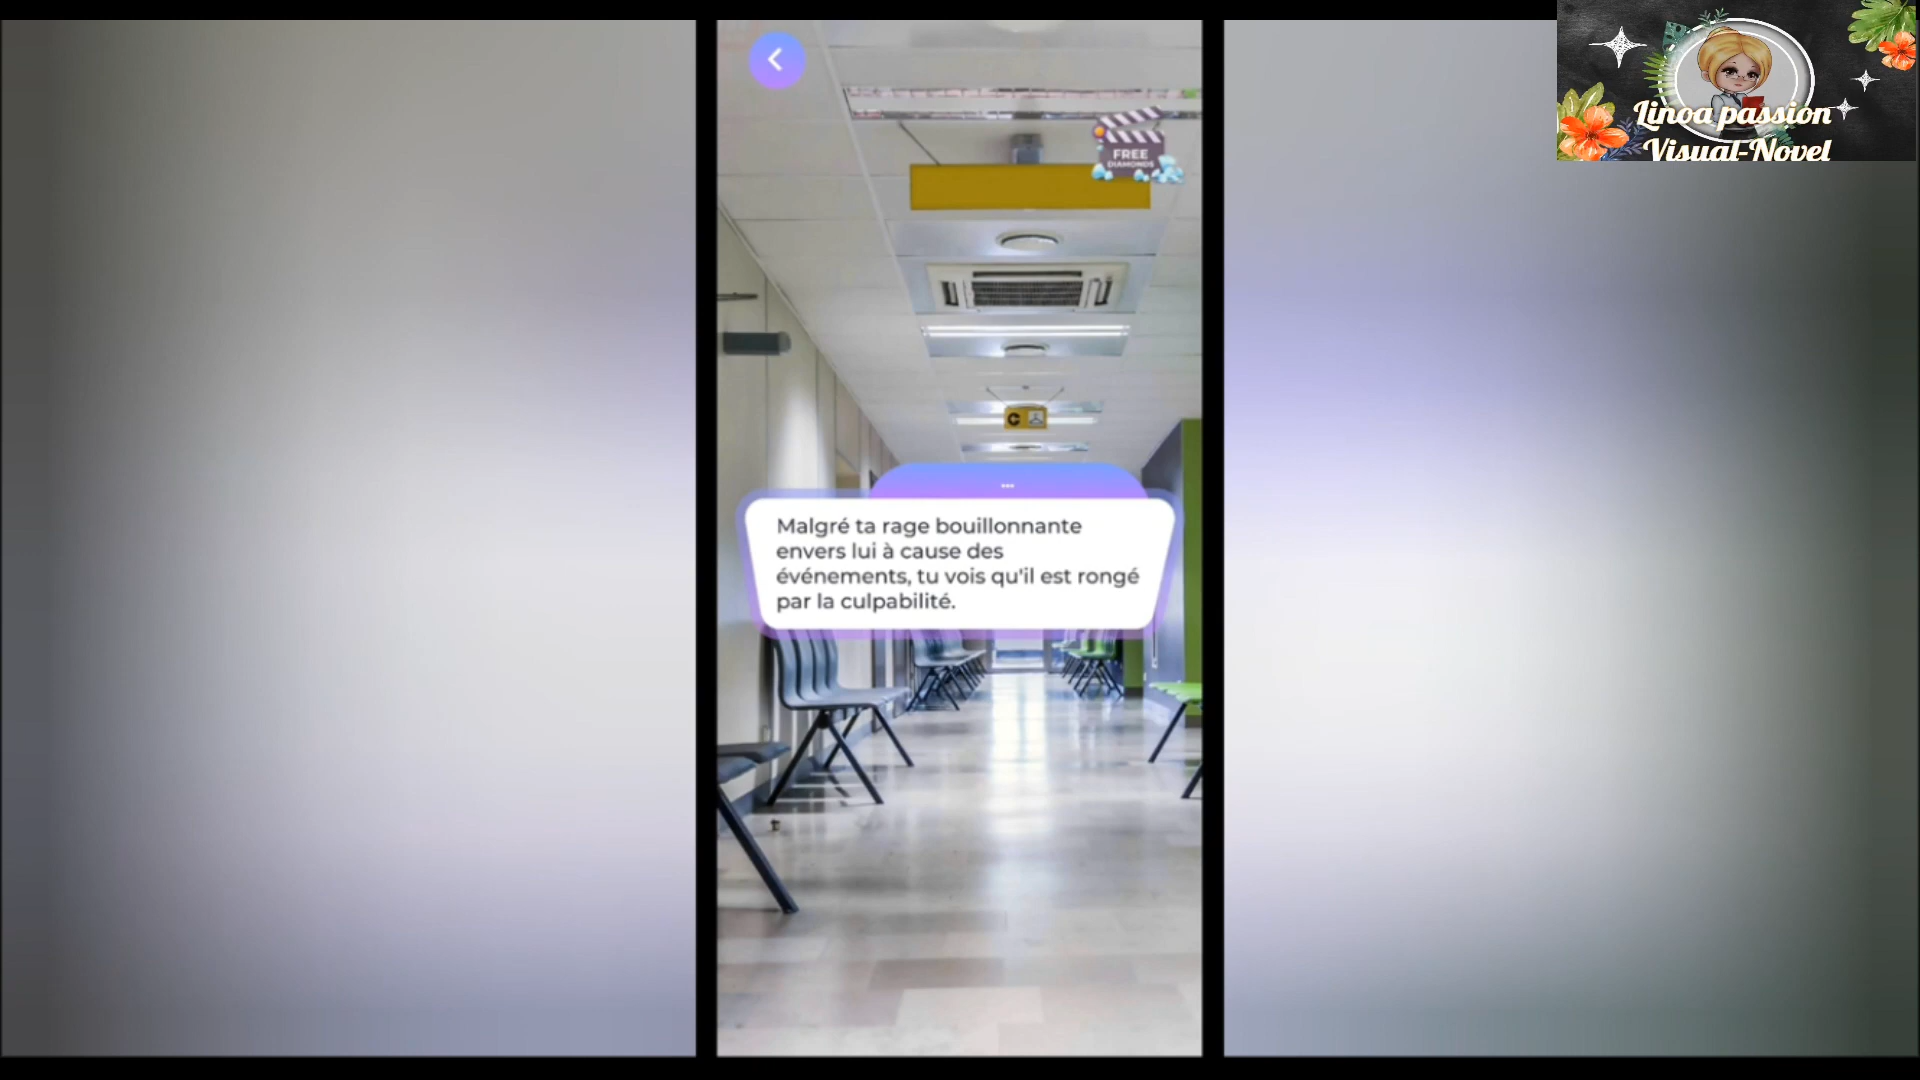 Linoa passion
Visual-Novel
FREE
DIAMONDS
C
...
Malgré ta rage bouillonnante
envers lui à cause des
événements, tu vois qu'il est rongé
par la culpabilité.